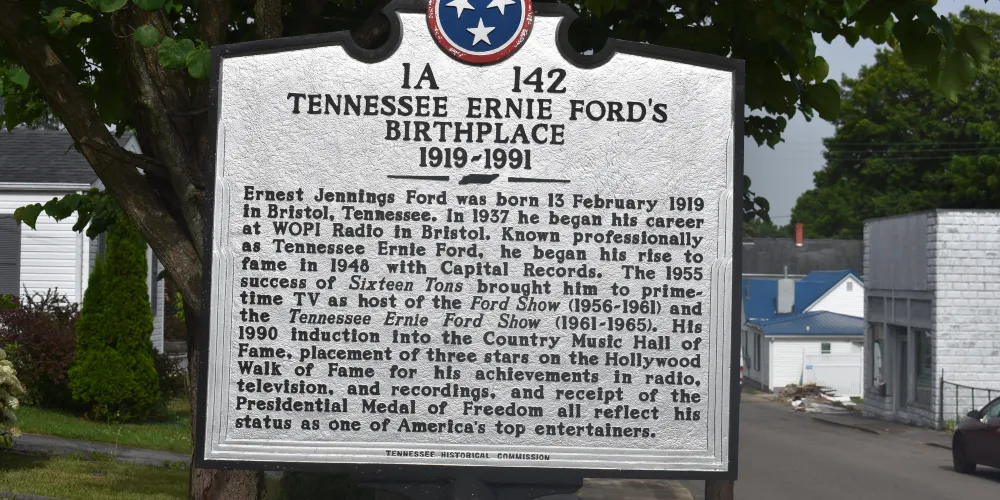 1A 142
TENNESSEE ERNIE FORD'S
BIRTHPLACE
1919-1991
Ernest Jennings Ford was born 13 February 1919
in Bristol, Tennessee. In 1937 he began his career
at WOPI Radio in Bristol. Known professionally
as Tennessee Ernie Ford, he began his rise to
fame in 1948 with Capital Records. The 1955
success of Sixteen Tons brought him to prime-
time TV as host of the Ford Show (1956-1961) and
the Tennessee Ernie Ford Show (1961-1965). His
1990 induction into the Country Music Hall of
Fame, placement of three stars on the Hollywood
Walk of Fame for his achievements in radio,
television, and recordings, and receipt of the
Presidential Medal of Freedom all reflect his
status as one of America's top entertainers.
TENNESSEE HISTORICAL COMMISSION